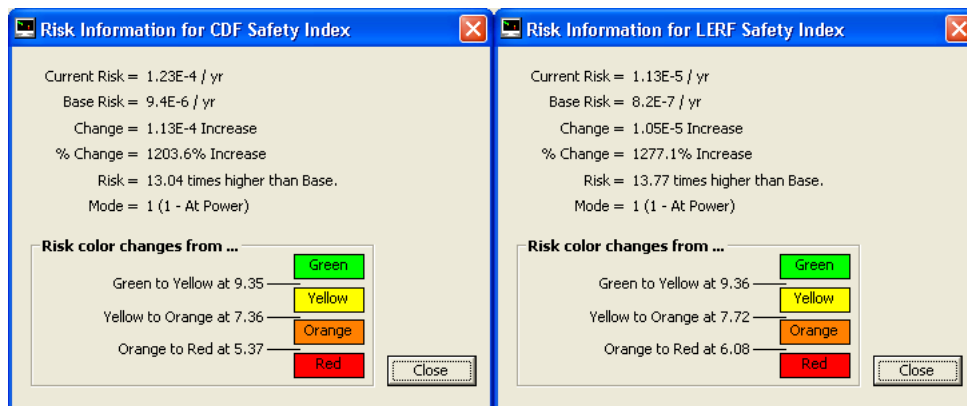 Risk Information for CDF Safety Index
Current Risk = 1.23E-4 / yr
Base Risk = 9.4E-6 / yr
Change = 1.13E-4 Increase
% Change = 1203.6% Increase
Risk = 13.04 times higher than Base.
Mode = 1 (1 - At Power)
Risk color changes from ...
Green
Green to Yellow at 9.35
Yellow
Yellow to Orange at 7.36
Orange
Orange to Red at 5.37
Red
Close
Risk Information for LERF Safety Index
Current Risk = 1.13E-5 / yr
Base Risk = 8.2E-7 / yr
Change = 1.05E-5 Increase
% Change = 1277.1% Increase
Risk = 13.77 times higher than Base.
Mode = 1 (1 - At Power)
Risk color changes from ...
Green
Green to Yellow at 9.36
Yellow
Yellow to Orange at 7.72
Orange
Orange to Red at 6.08
Red
Close